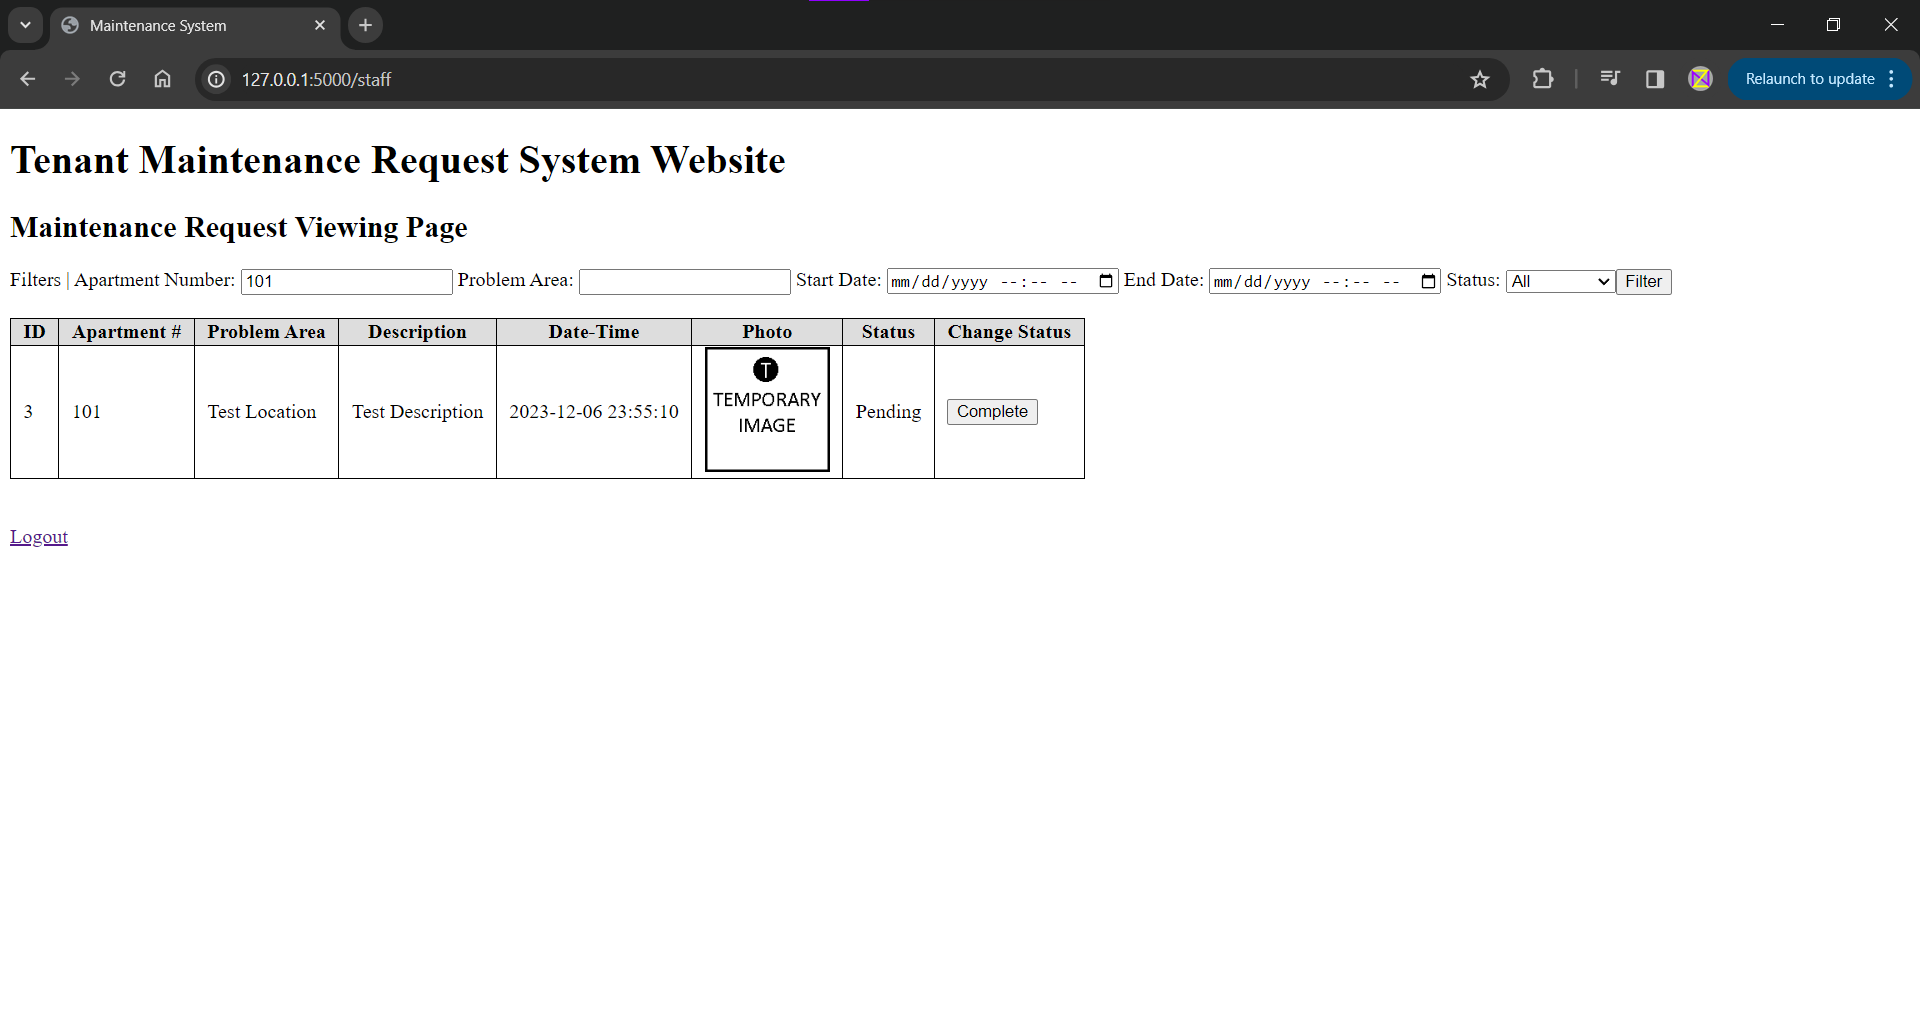 Maintenance System
127.0.0.1:5000/staff
Relaunch to update
Tenant Maintenance Request System Website
Maintenance Request Viewing Page
Filters | Apartment Number: 101 Problem Area: Start Date: mm/dd/yyyy --:-- -- End Date: mm/dd/yyyy --:-- -- Status: All Filter
ID Apartment # Problem Area Description Date-Time Photo Status Change Status
T
TEMPORARY
IMAGE
3 101 Test Location Test Description 2023-12-06 23:55:10 Pending Complete
Logout